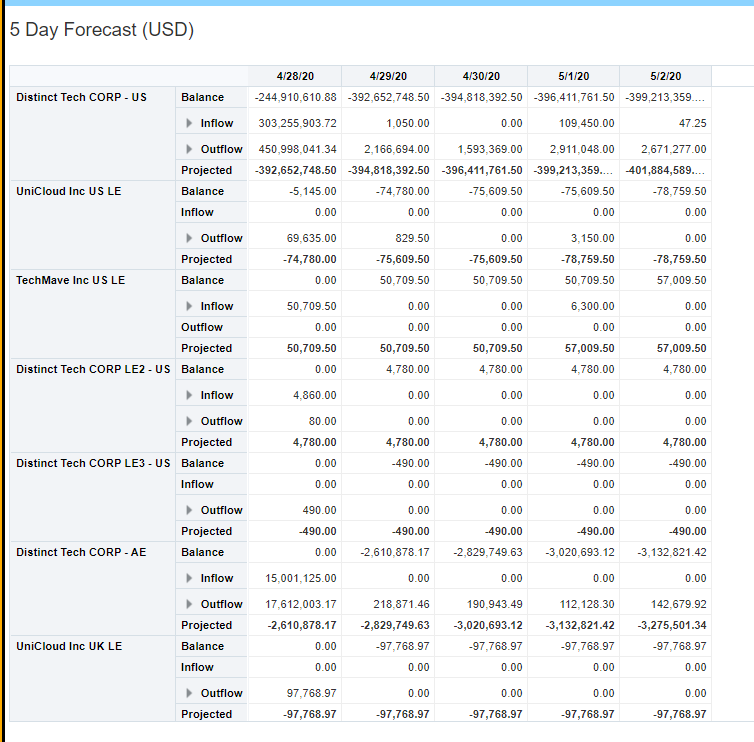 5 Day Forecast (USD)
4/28/20 4/29/20 4/30/20 5/1/20 5/2/20
Distinct Tech CORP - US Balance -244,910,610.88 -392,652,748.50 -394,818,392.50 -396,411,761.50 -399,213,359....
Inflow 303,255,903.72 1,050.00 0.00 109,450.00 47.25
Outflow 450,998,041.34 2,166,694.00 1,593,369.00 2,911,048.00 2,671,277.00
Projected -392,652,748.50 -394,818,392.50 -396,411,761.50 -399,213,359.... -401,884,589....
UniCloud Inc US LE Balance -5,145.00 -74,780.00 -75,609.50 -75,609.50 -78,759.50
Inflow 0.00 0.00 0.00 0.00 0.00
Outflow 69,635.00 829.50 0.00 3,150.00 0.00
Projected -74,780.00 -75,609.50 -75,609.50 -78,759.50 -78,759.50
TechMave Inc US LE Balance 0.00 50,709.50 50,709.50 50,709.50 57,009.50
Inflow 50,709.50 0.00 0.00 6,300.00 0.00
Outflow 0.00 0.00 0.00 0.00 0.00
Projected 50,709.50 50,709.50 50,709.50 57,009.50 57,009.50
Distinct Tech CORP LE2 - US Balance 0.00 4,780.00 4,780.00 4,780.00 4,780.00
Inflow 4,860.00 0.00 0.00 0.00 0.00
Outflow 80.00 0.00 0.00 0.00 0.00
Projected 4,780.00 4,780.00 4,780.00 4,780.00 4,780.00
Distinct Tech CORP LE3 - US Balance 0.00 -490.00 -490.00 -490.00 -490.00
Inflow 0.00 0.00 0.00 0.00 0.00
Outflow 490.00 0.00 0.00 0.00 0.00
Projected -490.00 -490.00 -490.00 -490.00 -490.00
Distinct Tech CORP - AE Balance 0.00 -2,610,878.17 -2,829,749.63 -3,020,693.12 -3,132,821.42
Inflow 15,001,125.00 0.00 0.00 0.00 0.00
Outflow 17,612,003.17 218,871.46 190,943.49 112,128.30 142,679.92
Projected -2,610,878.17 -2,829,749.63 -3,020,693.12 -3,132,821.42 -3,275,501.34
UniCloud Inc UK LE Balance 0.00 -97,768.97 -97,768.97 -97,768.97 -97,768.97
Inflow 0.00 0.00 0.00 0.00 0.00
Outflow 97,768.97 0.00 0.00 0.00 0.00
Projected -97,768.97 -97,768.97 -97,768.97 -97,768.97 -97,768.97